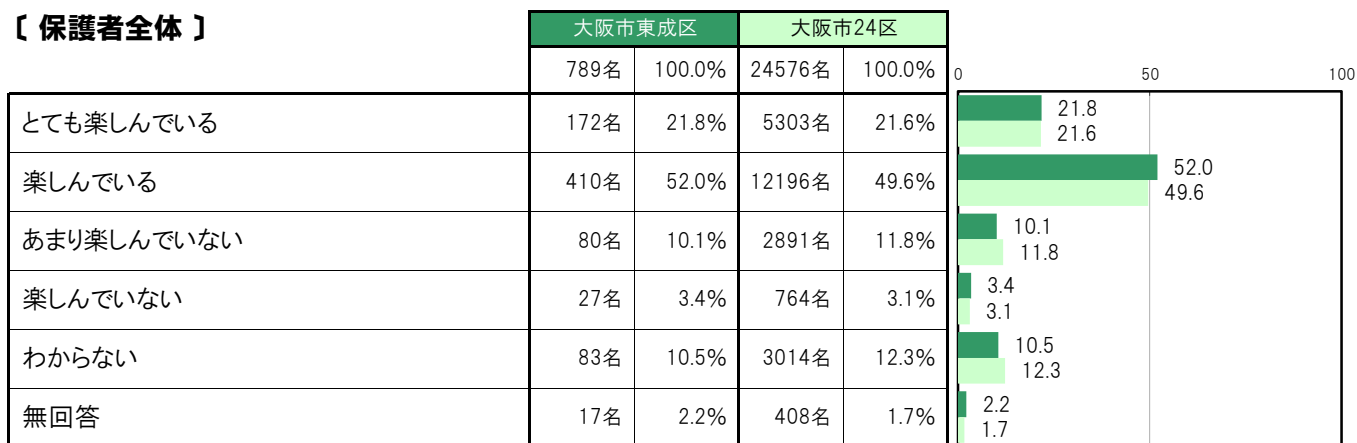 〔 保護者全体 〕
大阪市東成区 大阪市24区
789名 100.0% 24576名 100.0%
0 50 100
とても楽しんでいる 172名 21.8% 5303名 21.6%
21.8
21.6
楽しんでいる 410名 52.0% 12196名 49.6%
52.0
49.6
あまり楽しんでいない 80名 10.1% 2891名 11.8%
10.1
11.8
楽しんでいない 27名 3.4% 764名 3.1%
3.4
3.1
わからない 83名 10.5% 3014名 12.3%
10.5
12.3
無回答 17名 2.2% 408名 1.7%
2.2
1.7